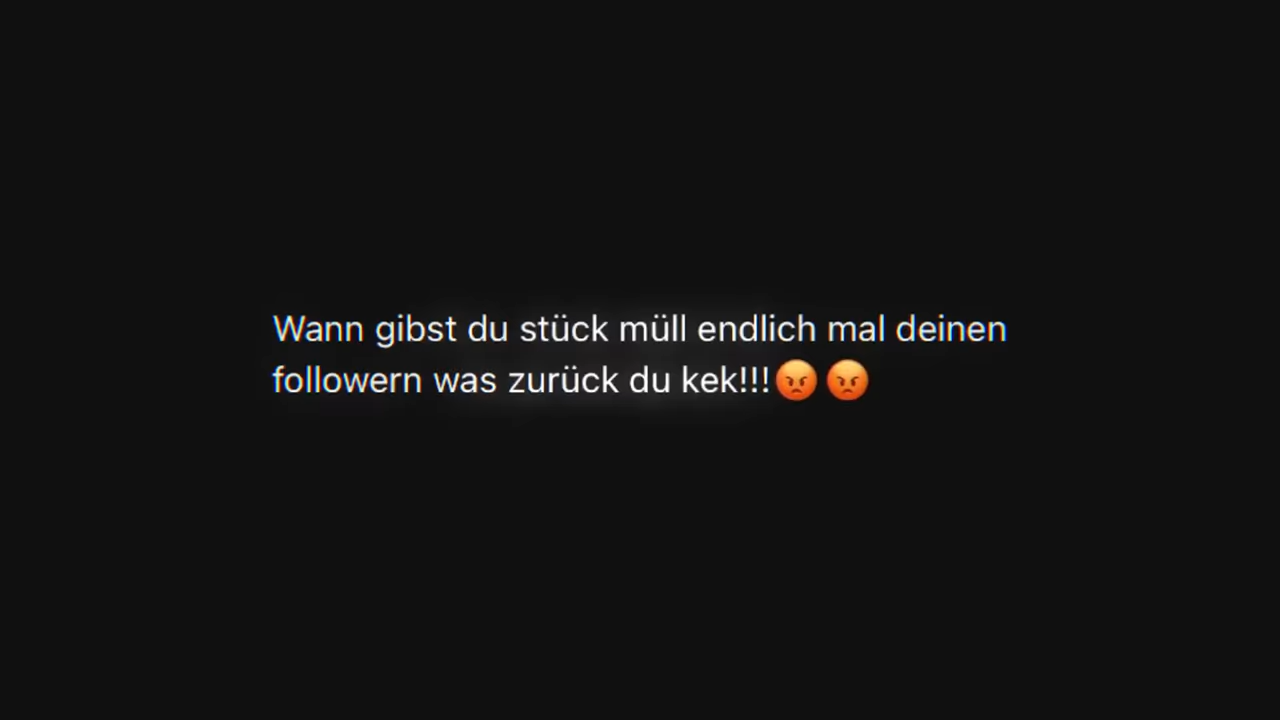 Wann gibst du stück müll endlich mal deinen
followern was zurück du kek!!!😡😡